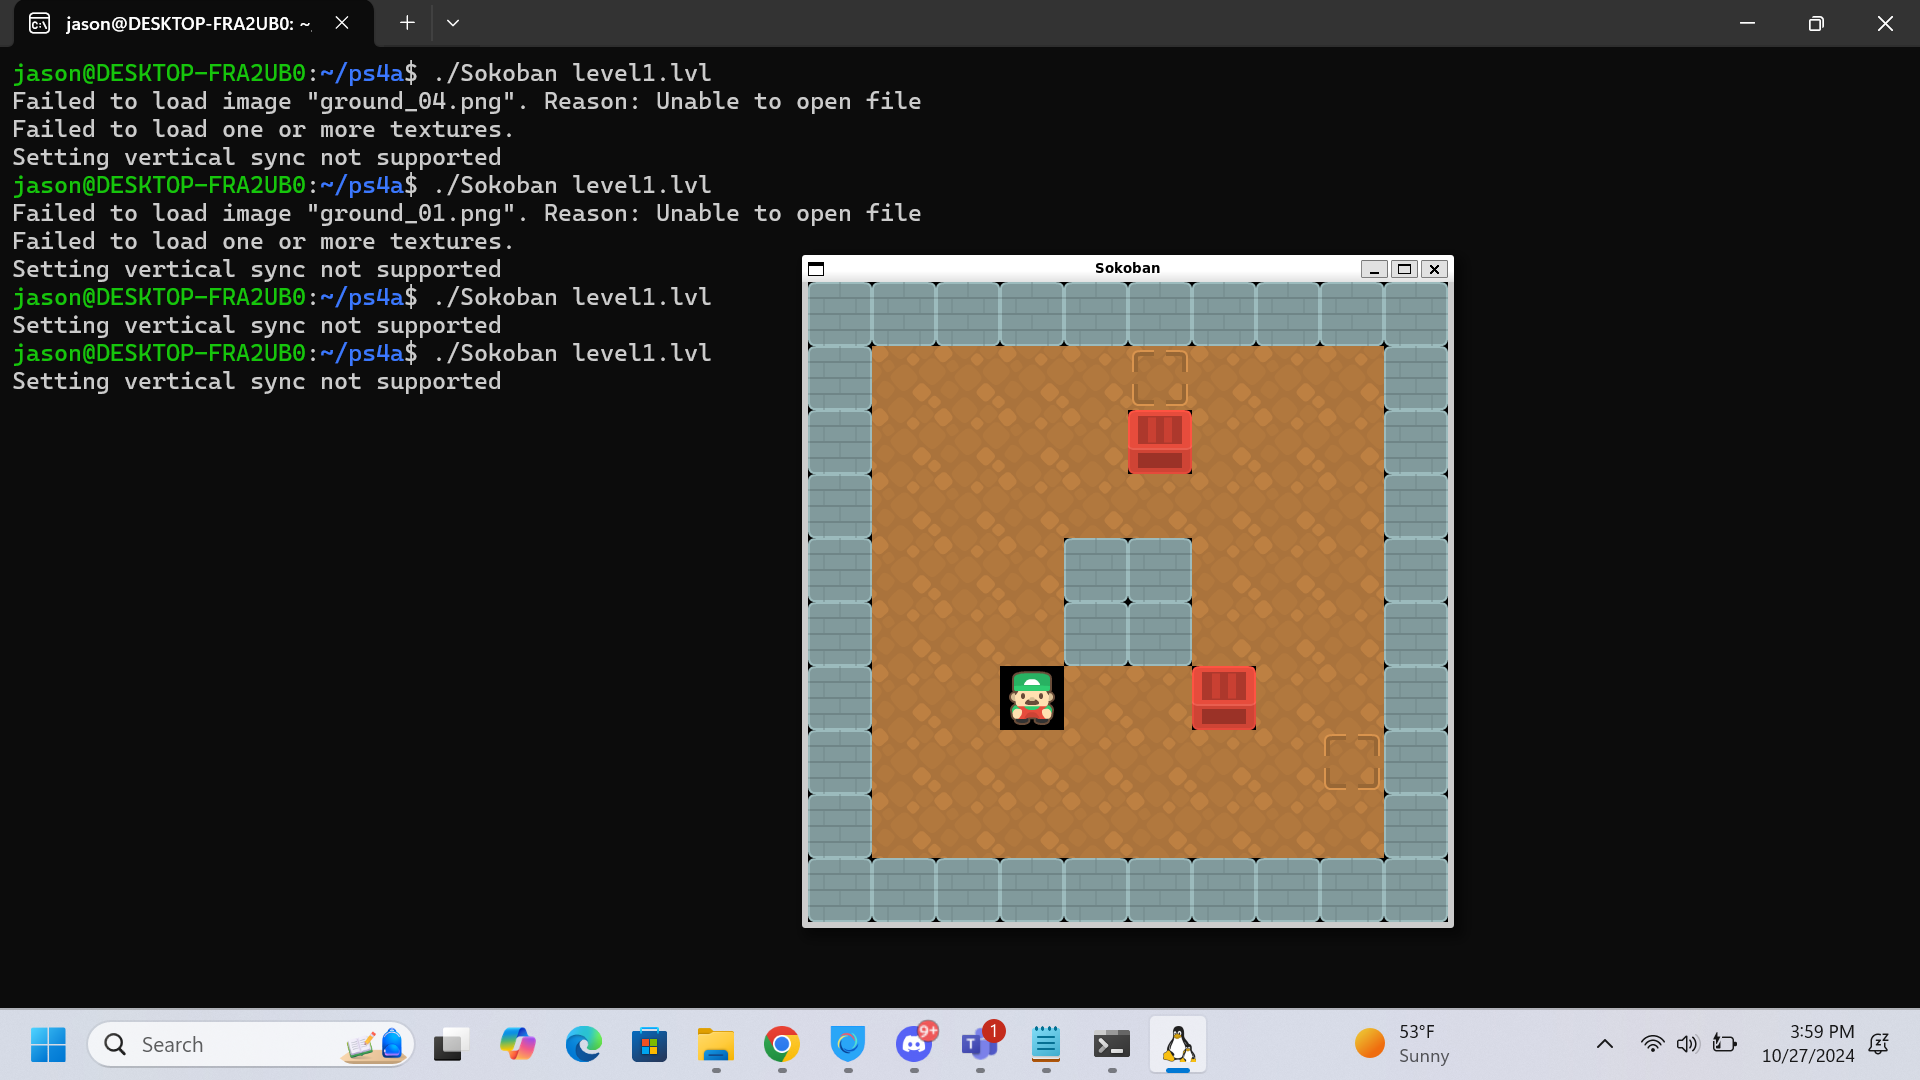 jason@DESKTOP-FRA2UB0: ~
jason@DESKTOP-FRA2UB0:~/ps4a$ ./Sokoban level1.lvl
Failed to load image "ground_04.png". Reason: Unable to open file
Failed to load one or more textures.
Setting vertical sync not supported
jason@DESKTOP-FRA2UB0:~/ps4a$ ./Sokoban level1.lvl
Failed to load image "ground_01.png". Reason: Unable to open file
Failed to load one or more textures.
Setting vertical sync not supported
jason@DESKTOP-FRA2UB0:~/ps4a$ ./Sokoban level1.lvl
Setting vertical sync not supported
jason@DESKTOP-FRA2UB0:~/ps4a$ ./Sokoban level1.lvl
Setting vertical sync not supported
Sokoban
Search
9+
1
53°F
Sunny
3:59 PM
10/27/2024